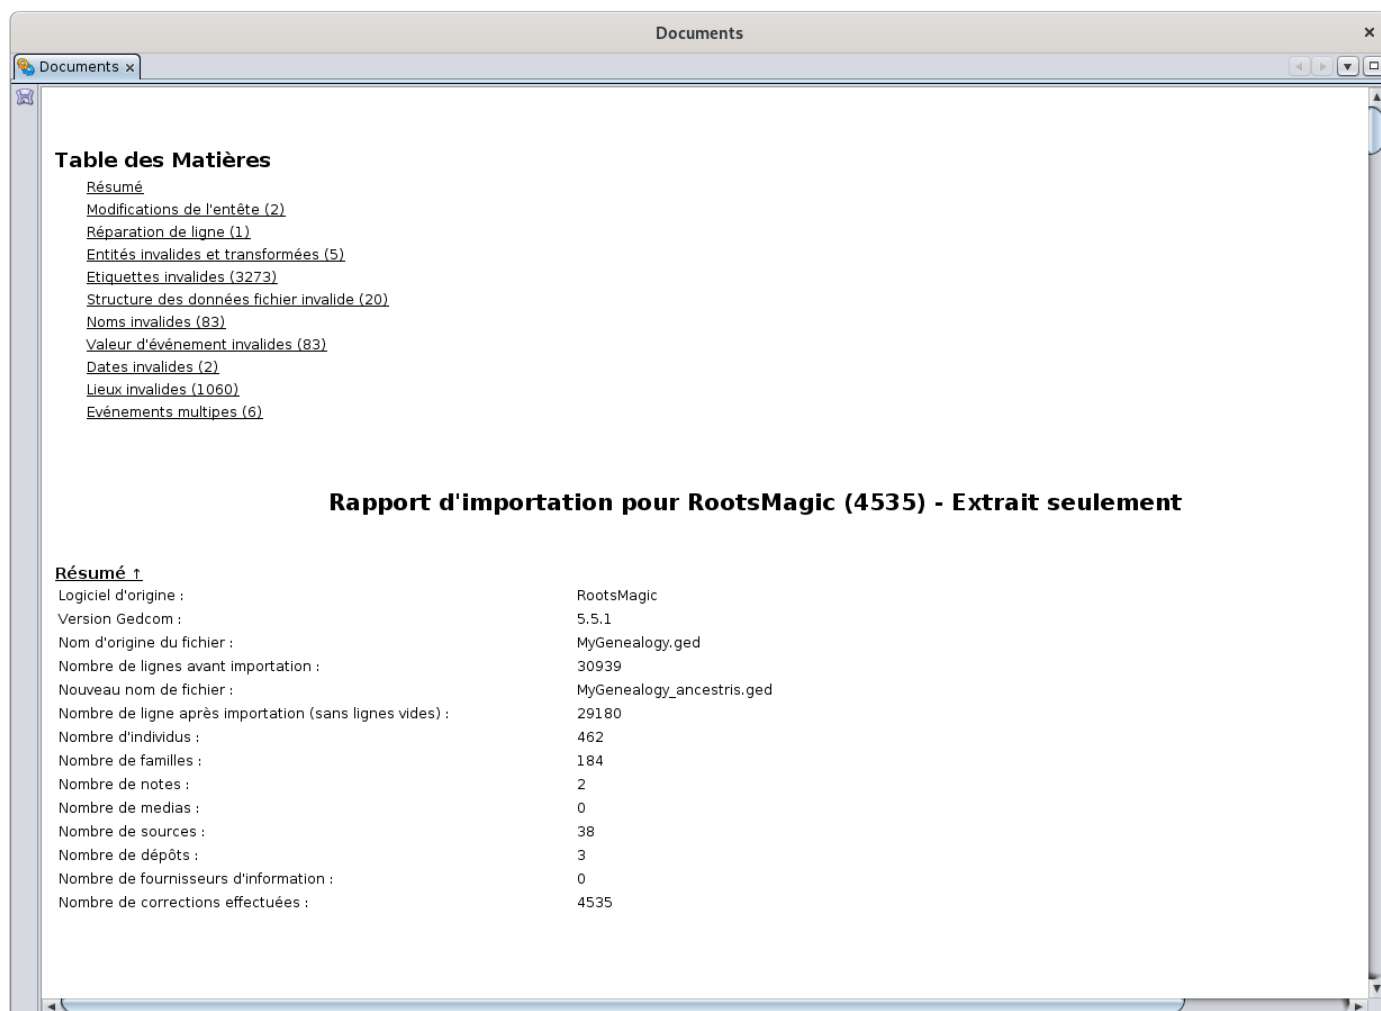 Documents
Documents
Table des Matières
Résumé
Modifications de l'entête (2)
Réparation de ligne (1)
Entités invalides et transformées (5)
Etiquettes invalides (3273)
Structure des données fichier invalide (20)
Noms invalides (83)
Valeur d'événement invalides (83)
Dates invalides (2)
Lieux invalides (1060)
Evénements multipes (6)
Rapport d'importation pour RootsMagic (4535) - Extrait seulement
Résumé ↑
Logiciel d'origine : RootsMagic
Version Gedcom : 5.5.1
Nom d'origine du fichier : MyGenealogy.ged
Nombre de lignes avant importation : 30939
Nouveau nom de fichier : MyGenealogy_ancestris.ged
Nombre de ligne après importation (sans lignes vides) : 29180
Nombre d'individus : 462
Nombre de familles : 184
Nombre de notes : 2
Nombre de medias : 0
Nombre de sources : 38
Nombre de dépôts : 3
Nombre de fournisseurs d'information : 0
Nombre de corrections effectuées : 4535